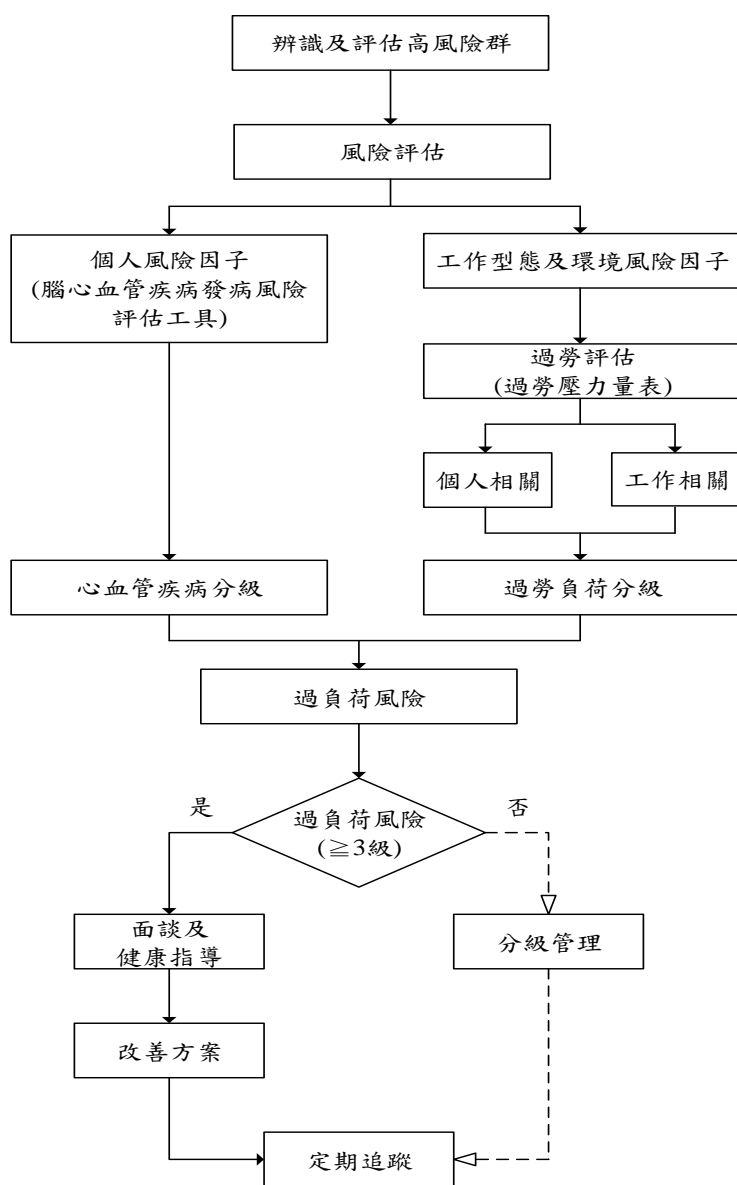 辨識及評估高風險群
風險評估
個人風險因子
(腦心血管疾病發病風險
評估工具)
工作型態及環境風險因子
過勞評估
(過勞壓力量表)
個人相關
工作相關
心血管疾病分級
過勞負荷分級
過負荷風險
是
過負荷風險
(≧3級)
否
面談及
健康指導
分級管理
改善方案
定期追蹤